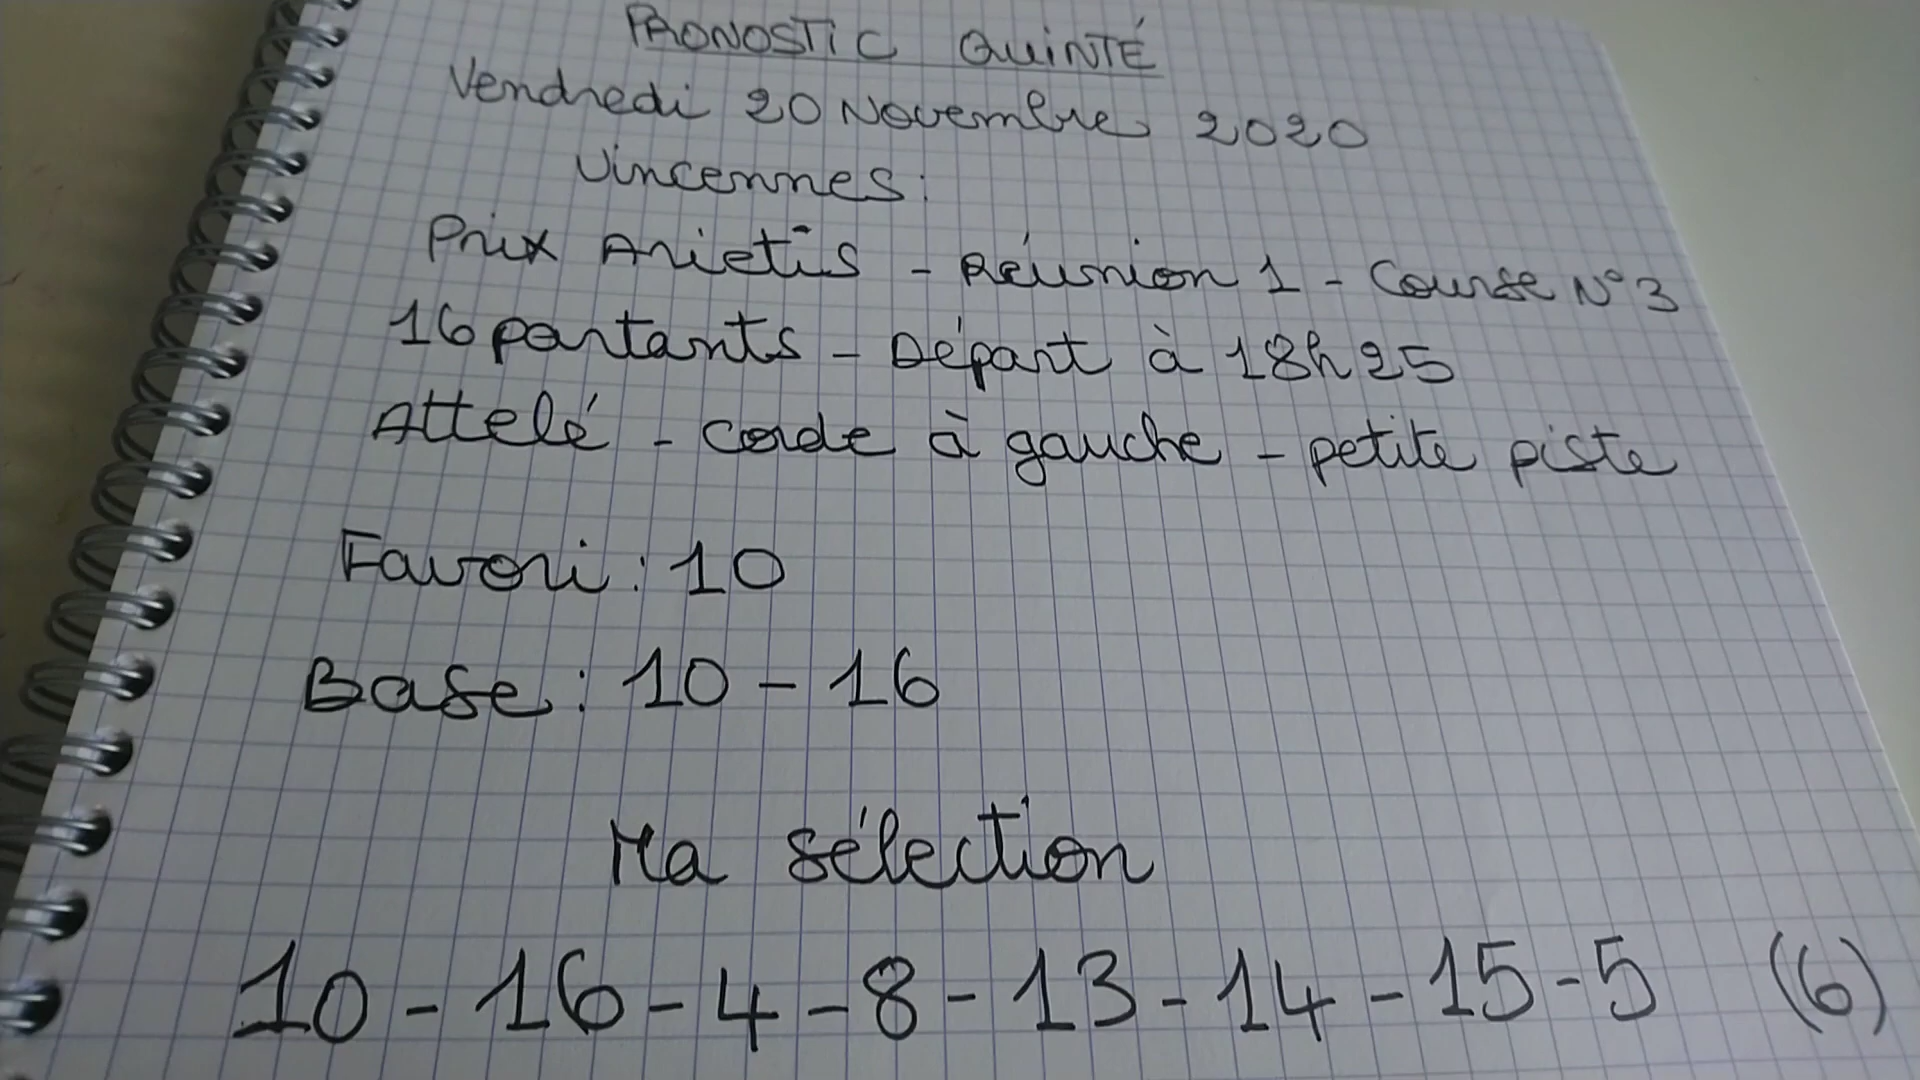 PRONOSTIC QUINTÉ
Vendredi 20 Novembre 2020
Vincennes:
Prix Arietis - Réunion 1 - Course N°3
16 partants - Départ à 18h25
Attelé - corde à gauche - petite piste
Favori: 10
Base: 10 - 16
Ma sélection
10 - 16 - 4 - 8 - 13 - 14 - 15 - 5 (6)